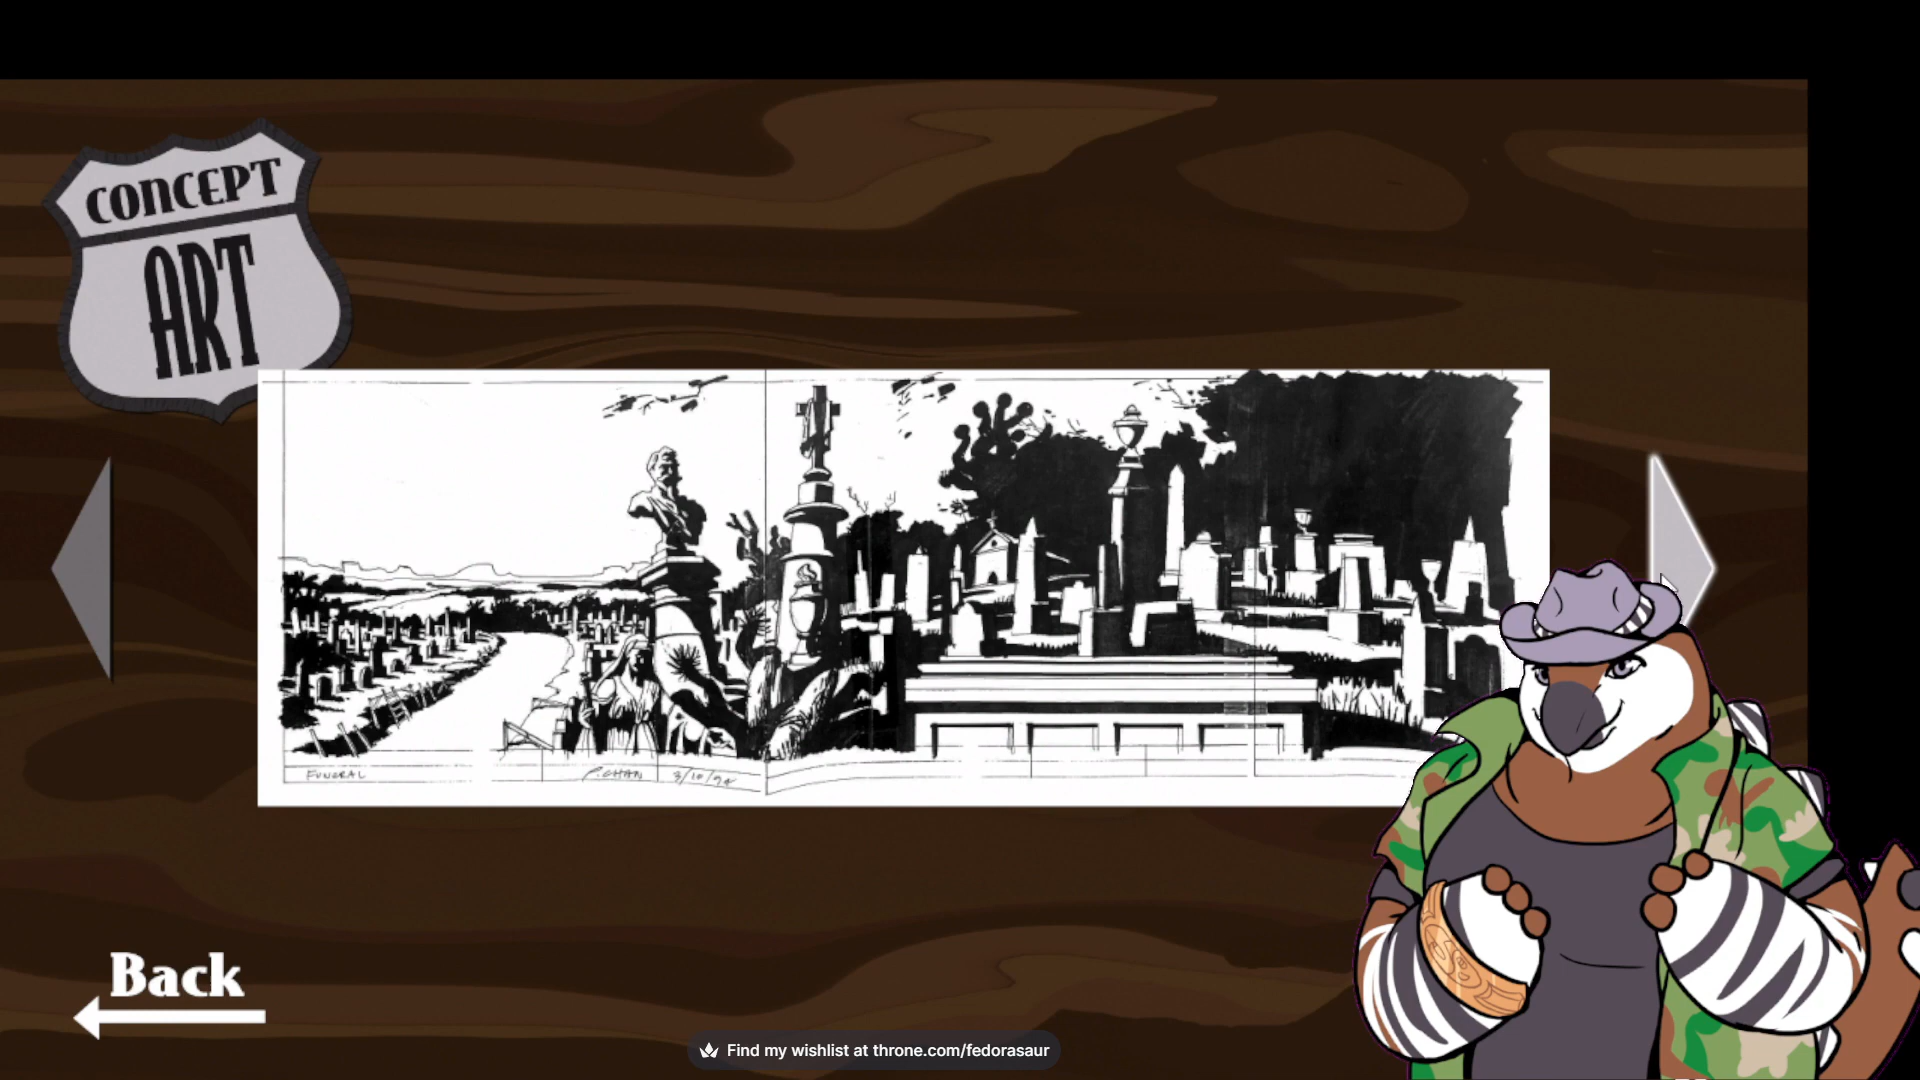 CONCEPT
ART
FUNERAL
P.CHAN 3/10/94
Back
Find my wishlist at throne.com/fedorasaur